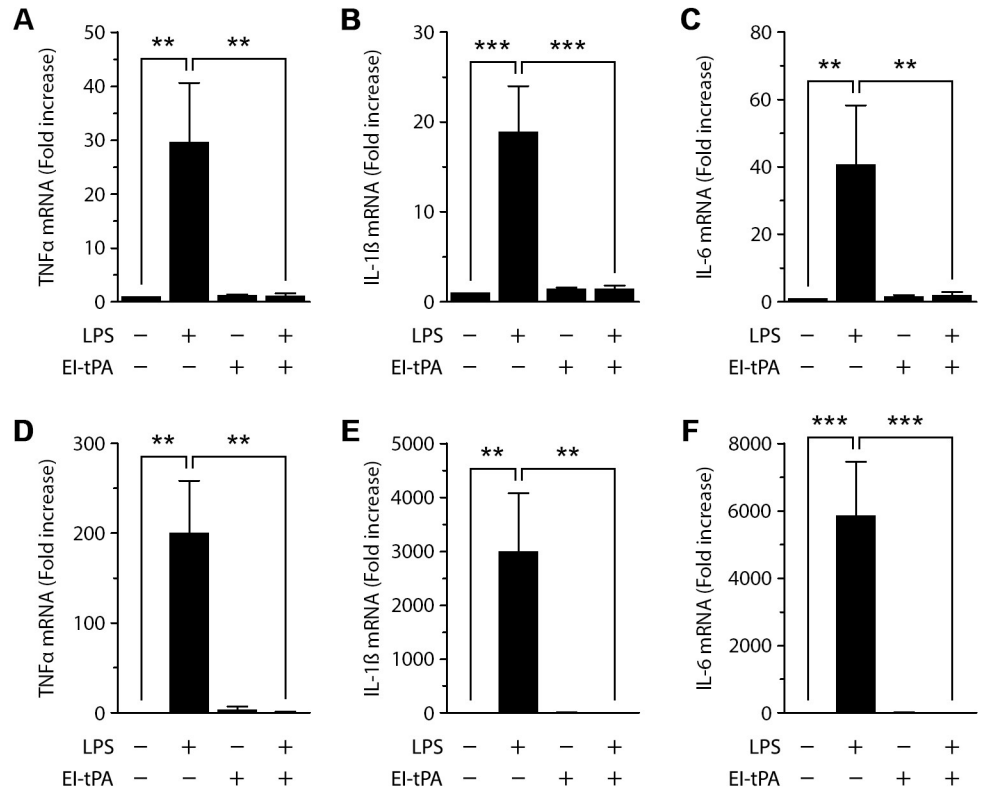 A
TNFα mRNA (Fold increase)
50
40
30
20
10
0
** **
LPS − + − +
EI-tPA − − + +
B
IL-1ß mRNA (Fold increase)
30
20
10
0
*** ***
LPS − + − +
EI-tPA − − + +
C
IL-6 mRNA (Fold increase)
80
60
40
20
0
** **
LPS − + − +
EI-tPA − − + +
D
TNFα mRNA (Fold increase)
300
200
100
0
** **
LPS − + − +
EI-tPA − − + +
E
IL-1ß mRNA (Fold increase)
5000
4000
3000
2000
1000
0
** **
LPS − + − +
EI-tPA − − + +
F
IL-6 mRNA (Fold increase)
8000
6000
4000
2000
0
*** ***
LPS − + − +
EI-tPA − − + +